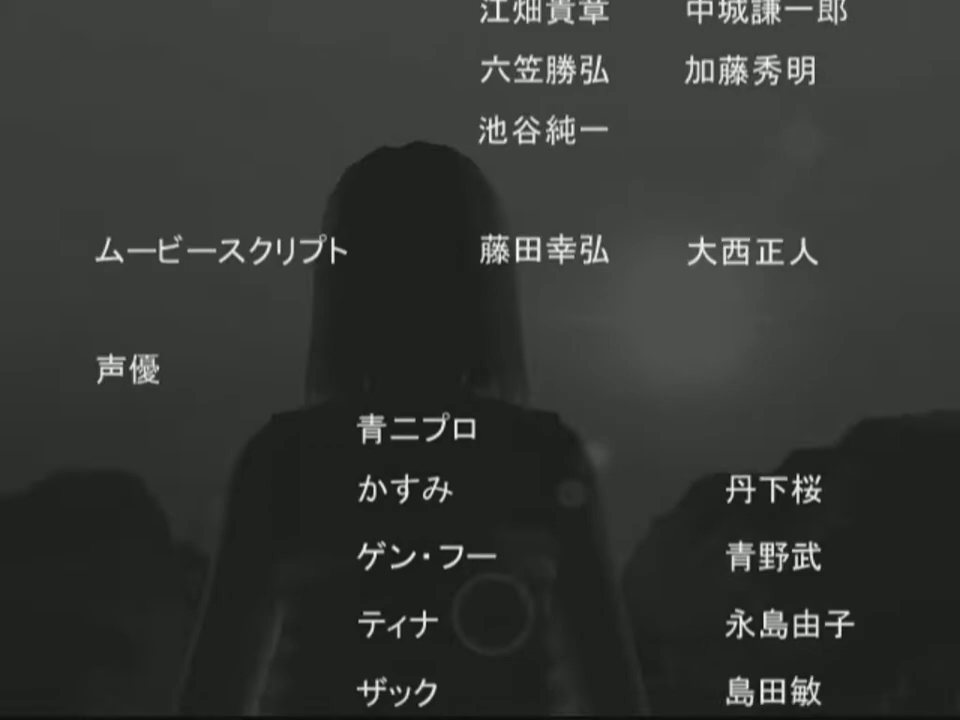 江畑貴章 中城謙一郎
六笠勝弘 加藤秀明
池谷純一
ムービースクリプト 藤田幸弘 大西正人
声優
青二プロ
かすみ 丹下桜
ゲン・フー 青野武
ティナ 永島由子
ザック 島田敏